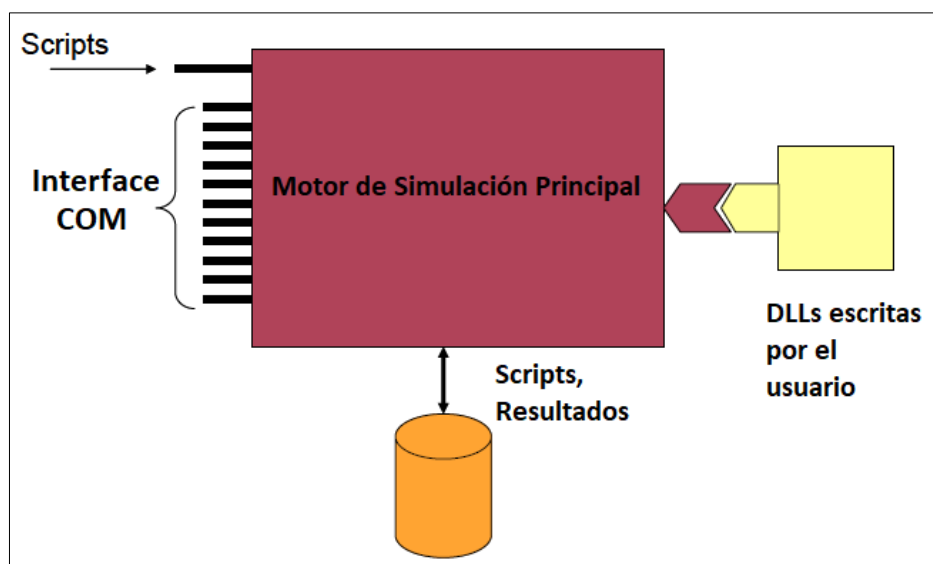 Scripts
Interface
COM
Motor de Simulación Principal
DLLs escritas
por el
usuario
Scripts,
Resultados